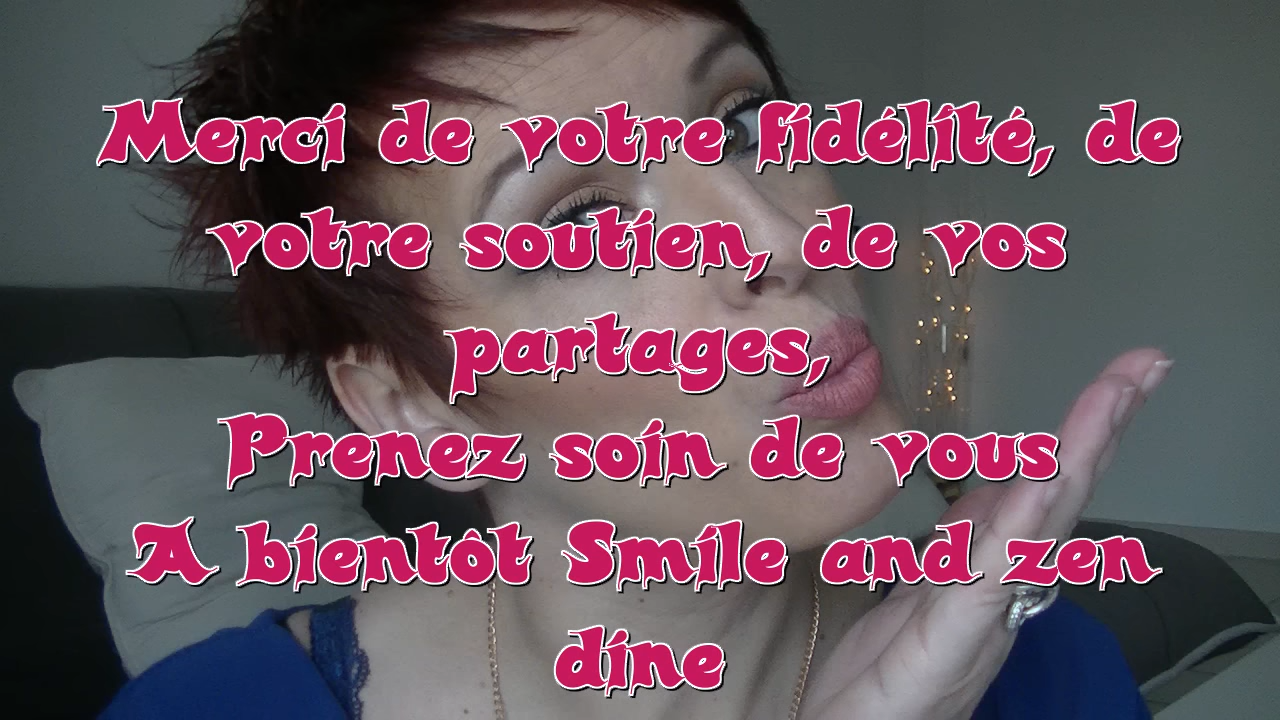 Merci de votre fidélité, de
votre soutien, de vos
partages,
Prenez soin de vous
A bientôt Smile and zen
dine